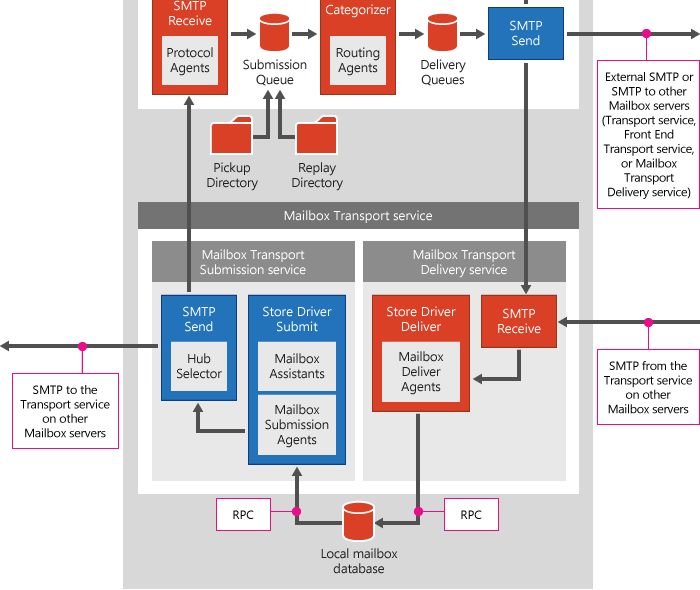 SMTP
Receive
Protocol
Agents
Submission
Queue
Categorizer
Routing
Agents
Delivery
Queues
SMTP
Send
External SMTP or
SMTP to other
Mailbox servers
(Transport service,
Front End
Transport service,
or Mailbox
Transport
Delivery service)
Pickup
Directory
Replay
Directory
Mailbox Transport service
Mailbox Transport
Submission service
Mailbox Transport
Delivery service
SMTP
Send
Hub
Selector
Store Driver
Submit
Mailbox
Assistants
Mailbox
Submission
Agents
Store Driver
Deliver
Mailbox
Deliver
Agents
SMTP
Receive
SMTP to the
Transport service
on other
Mailbox servers
SMTP from the
Transport service
on other
Mailbox servers
RPC
RPC
Local mailbox
database